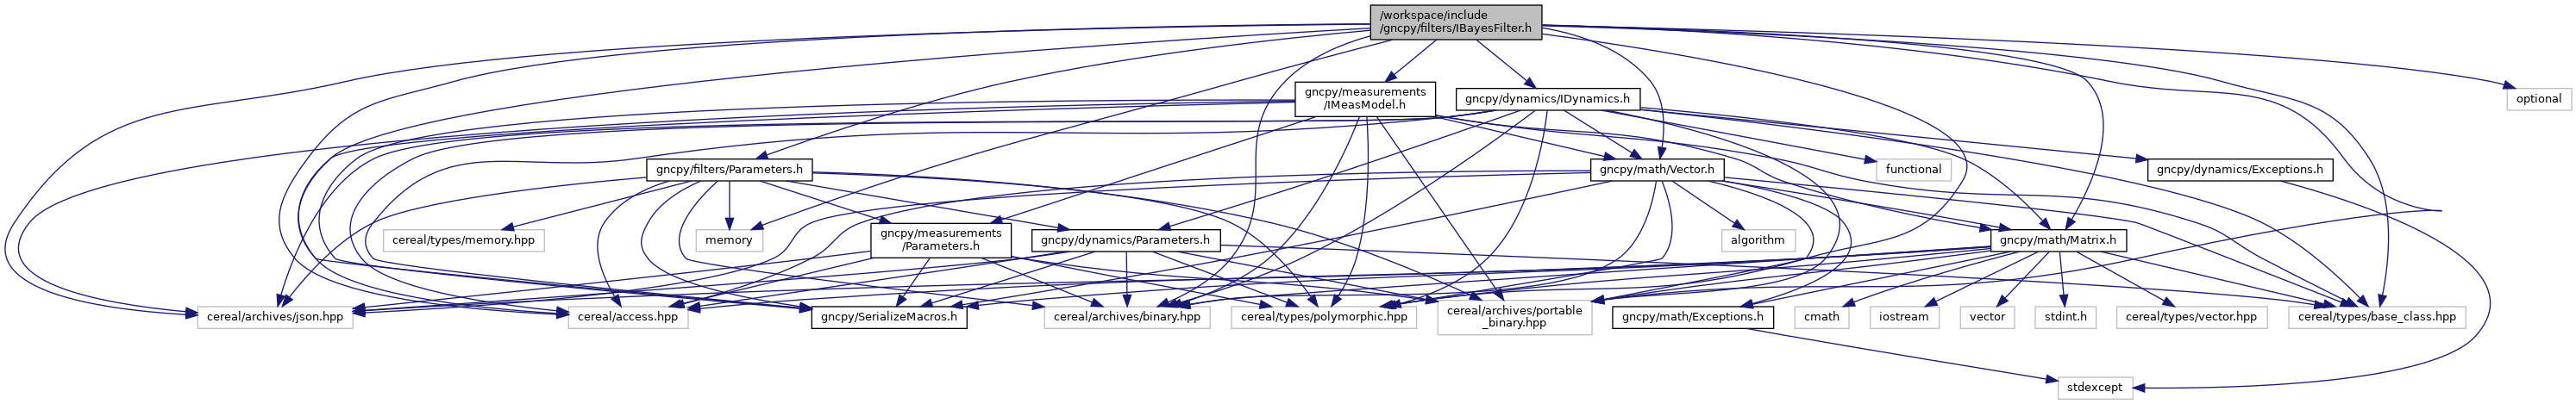 /workspace/include
/gncpy/filters/IBayesFilter.h
gncpy/measurements
/IMeasModel.h
gncpy/dynamics/IDynamics.h
optional
gncpy/filters/Parameters.h
gncpy/math/Vector.h
functional
gncpy/dynamics/Exceptions.h
cereal/types/memory.hpp
memory
gncpy/measurements
/Parameters.h
gncpy/dynamics/Parameters.h
algorithm
gncpy/math/Matrix.h
cereal/archives/json.hpp
cereal/access.hpp
gncpy/SerializeMacros.h
cereal/archives/binary.hpp
cereal/types/polymorphic.hpp
cereal/archives/portable
_binary.hpp
gncpy/math/Exceptions.h
cmath
iostream
vector
stdint.h
cereal/types/vector.hpp
cereal/types/base_class.hpp
stdexcept